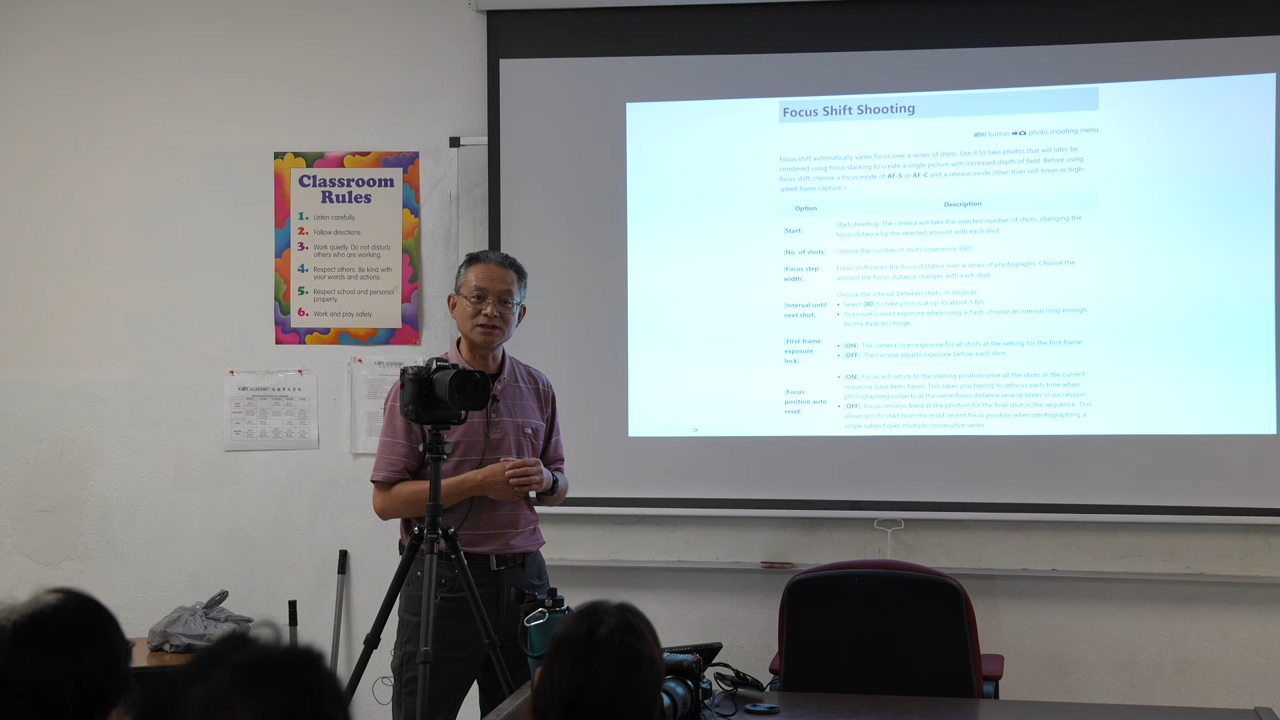 Classroom
Rules
1. Listen carefully.
2. Follow directions.
3. Work quietly. Do not disturb
others who are working.
4. Respect others. Be kind with
your words and actions.
5. Respect school and personal
property.
6. Work and play safely.
ACADEMY
Focus Shift Shooting
button ➡ photo shooting menu
Focus shift automatically varies focus over a series of shots. Use it to take photos that will later be
combined using focus stacking to create a single picture with increased depth of field. Before using
focus shift, choose a focus mode of AF-S or AF-C and a release mode other than self-timer or high-
speed frame capture +.
Option Description
[Start] Start shooting. The camera will take the selected number of shots, changing the
focus distance by the selected amount with each shot.
[No. of shots] Choose the number of shots (maximum 300).
[Focus step
width] Focus shift varies the focus distance over a series of photographs. Choose the
amount the focus distance changes with each shot.
[Interval until
next shot] Choose the interval between shots, in seconds.
• Select [00] to take photos at up to about 5 fps.
• To ensure correct exposure when using a flash, choose an interval long enough
for the flash to charge.
[First-frame
exposure
lock] • [ON]: The camera locks exposure for all shots at the setting for the first frame.
• [OFF]: The camera adjusts exposure before each shot.
[Focus
position auto
reset] • [ON]: Focus will return to the starting position once all the shots in the current
sequence have been taken. This saves you having to refocus each time when
photographing subjects at the same focus distance several times in succession.
• [OFF]: Focus remains fixed at the position for the final shot in the sequence. This
allows you to start from the most recent focus position when photographing a
single subject over multiple consecutive series.